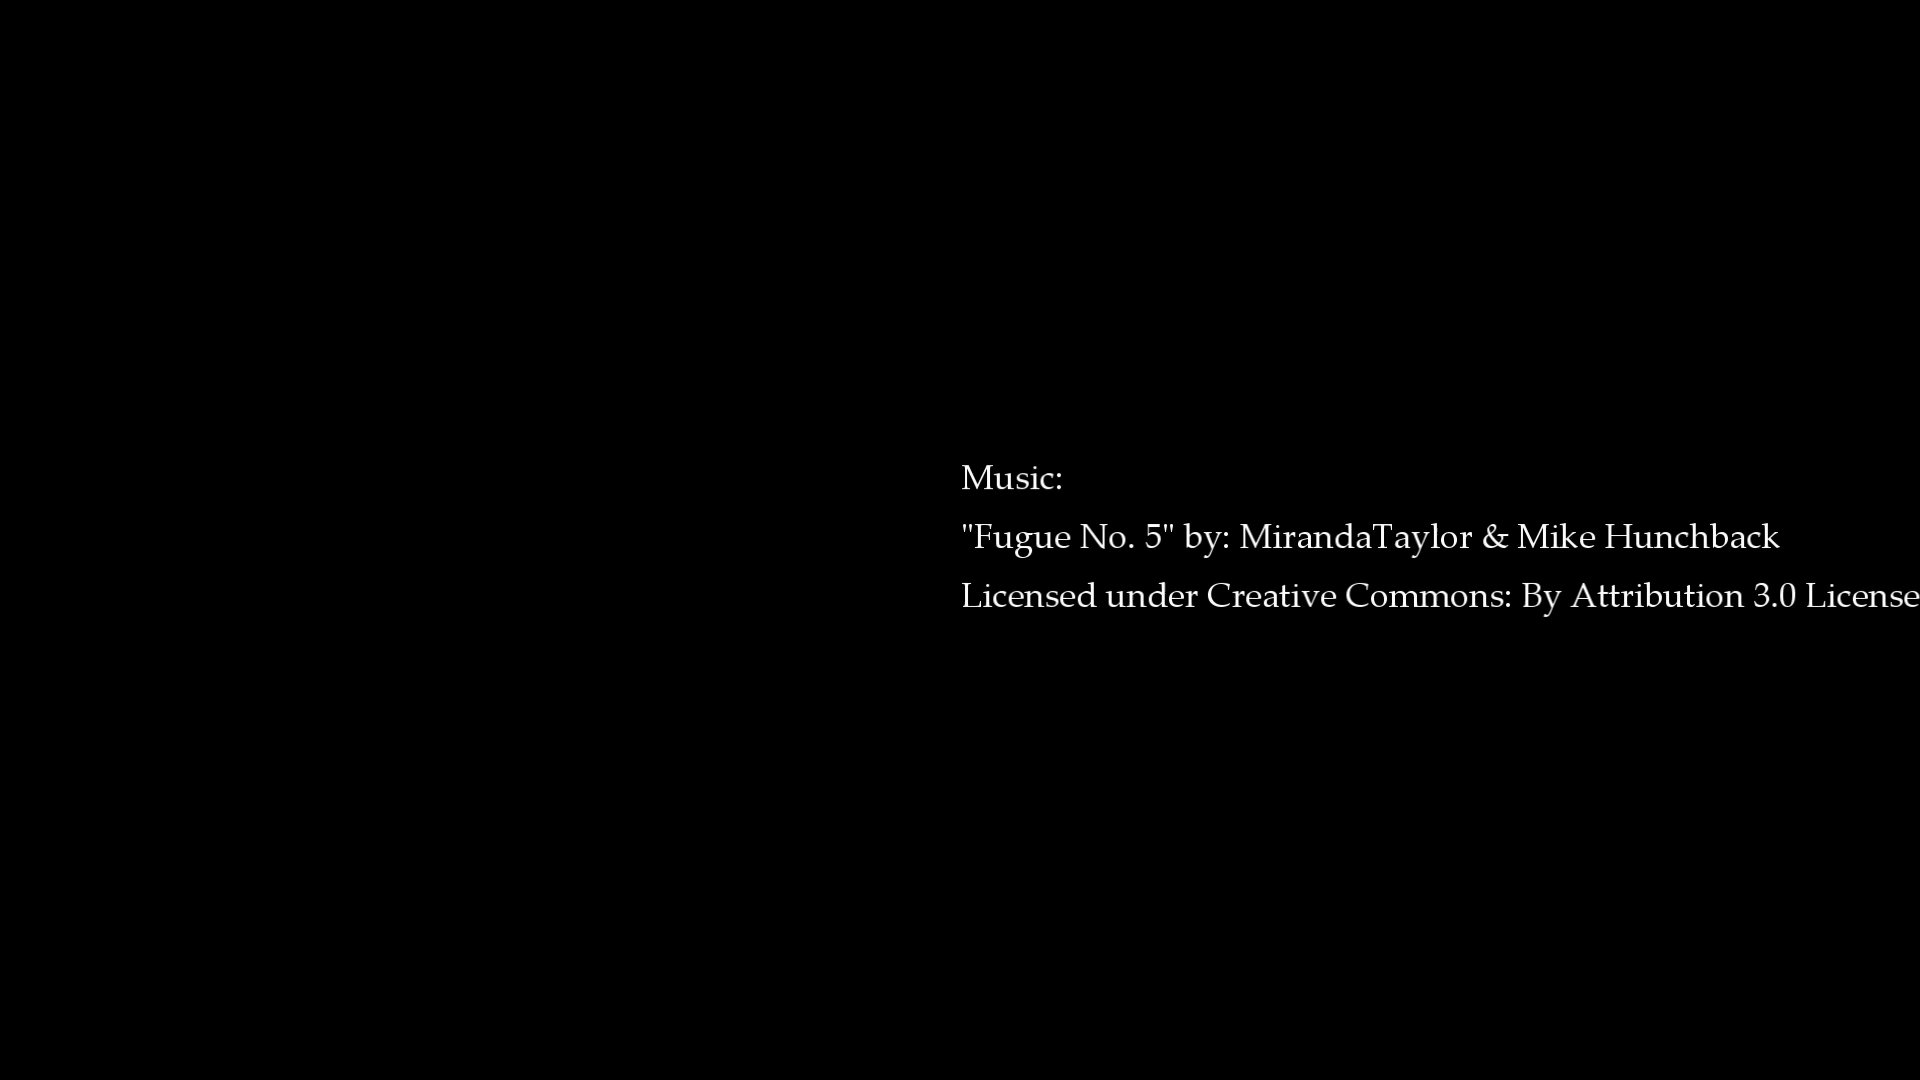 Music:
"Fugue No. 5" by: MirandaTaylor & Mike Hunchback
Licensed under Creative Commons: By Attribution 3.0 License